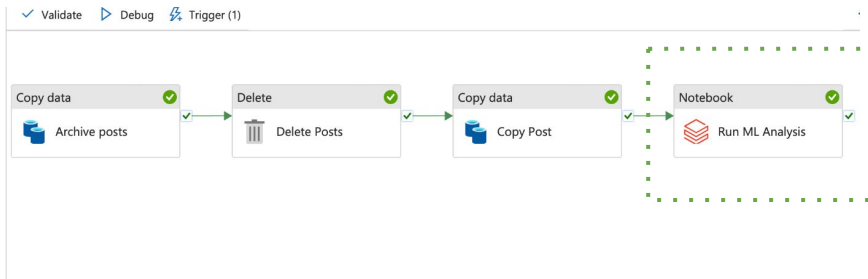 Validate Debug Trigger (1)
Copy data Delete Copy data Notebook
Archive posts Delete Posts Copy Post Run ML Analysis